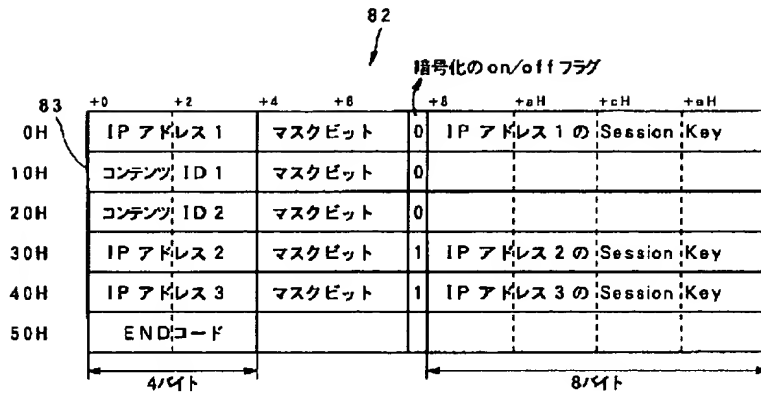 82
暗号化のon/offフラグ
83 +0 +2 +4 +6 +8 +aH +cH +eH
0H IPアドレス1 マスクビット 0 IPアドレス1のSession Key
10H コンテンツID1 マスクビット 0
20H コンテンツID2 マスクビット 0
30H IPアドレス2 マスクビット 1 IPアドレス2のSession Key
40H IPアドレス3 マスクビット 1 IPアドレス3のSession Key
50H ENDコード
4バイト 8バイト